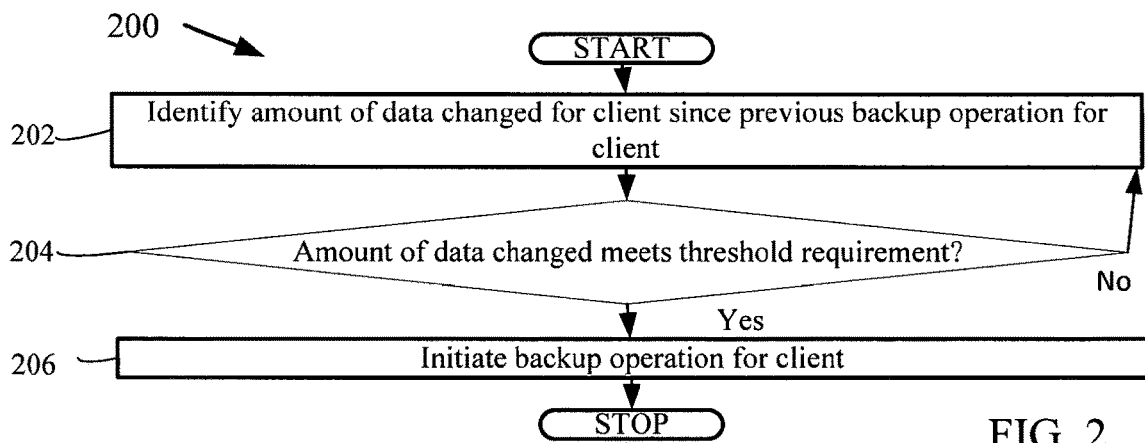 200
START
202
Identify amount of data changed for client since previous backup operation for
client
204
Amount of data changed meets threshold requirement?
No
Yes
206
Initiate backup operation for client
STOP
FIG. 2